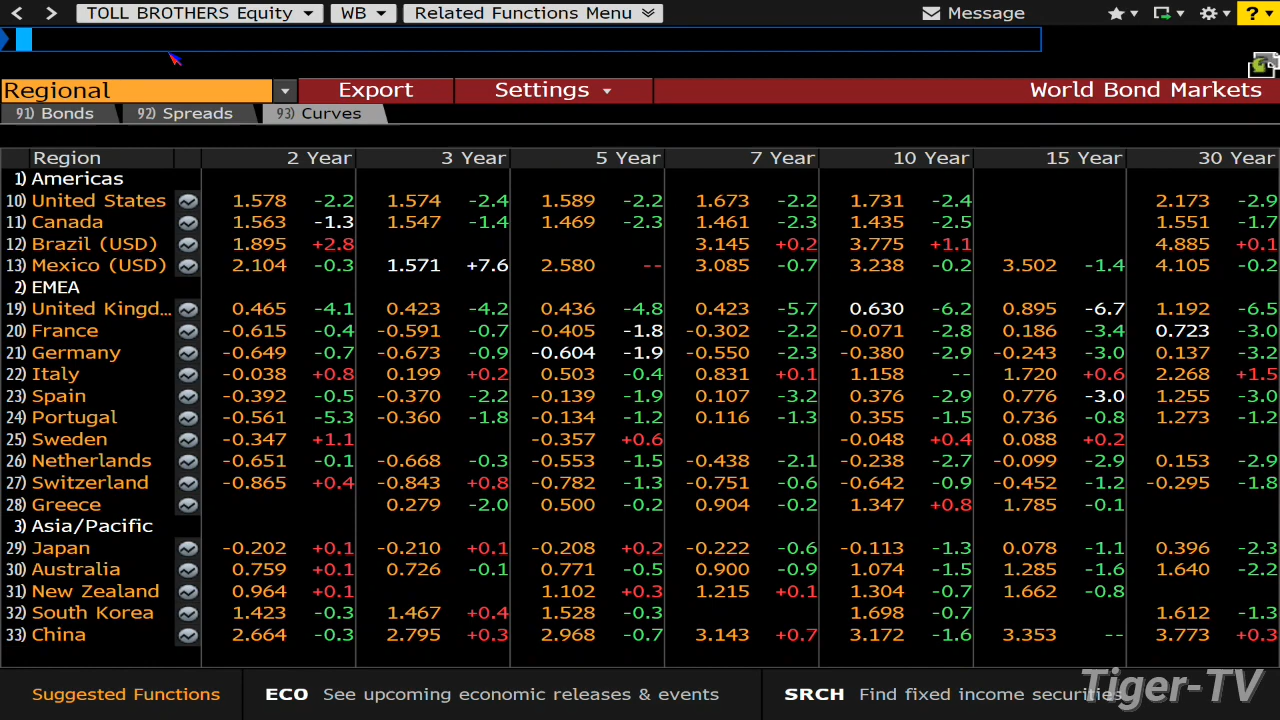 TOLL BROTHERS Equity WB Related Functions Menu Message ?
Regional Export Settings World Bond Markets
91) Bonds 92) Spreads 93) Curves
Region 2 Year 3 Year 5 Year 7 Year 10 Year 15 Year 30 Year
1) Americas
10) United States 1.578 -2.2 1.574 -2.4 1.589 -2.2 1.673 -2.2 1.731 -2.4 2.173 -2.9
11) Canada 1.563 -1.3 1.547 -1.4 1.469 -2.3 1.461 -2.3 1.435 -2.5 1.551 -1.7
12) Brazil (USD) 1.895 +2.8 3.145 +0.2 3.775 +1.1 4.885 +0.1
13) Mexico (USD) 2.104 -0.3 1.571 +7.6 2.580 -- 3.085 -0.7 3.238 -0.2 3.502 -1.4 4.105 -0.2
2) EMEA
19) United Kingd... 0.465 -4.1 0.423 -4.2 0.436 -4.8 0.423 -5.7 0.630 -6.2 0.895 -6.7 1.192 -6.5
20) France -0.615 -0.4 -0.591 -0.7 -0.405 -1.8 -0.302 -2.2 -0.071 -2.8 0.186 -3.4 0.723 -3.0
21) Germany -0.649 -0.7 -0.673 -0.9 -0.604 -1.9 -0.550 -2.3 -0.380 -2.9 -0.243 -3.0 0.137 -3.2
22) Italy -0.038 +0.8 0.199 +0.2 0.503 -0.4 0.831 +0.1 1.158 -- 1.720 +0.6 2.268 +1.5
23) Spain -0.392 -0.5 -0.370 -2.2 -0.139 -1.9 0.107 -3.2 0.376 -2.9 0.776 -3.0 1.255 -3.0
24) Portugal -0.561 -5.3 -0.360 -1.8 -0.134 -1.2 0.116 -1.3 0.355 -1.5 0.736 -0.8 1.273 -1.2
25) Sweden -0.347 +1.1 -0.357 +0.6 -0.048 +0.4 0.088 +0.2
26) Netherlands -0.651 -0.1 -0.668 -0.3 -0.553 -1.5 -0.438 -2.1 -0.238 -2.7 -0.099 -2.9 0.153 -2.9
27) Switzerland -0.865 +0.4 -0.843 +0.8 -0.782 -1.3 -0.751 -0.6 -0.642 -0.9 -0.452 -1.2 -0.295 -1.8
28) Greece 0.279 -2.0 0.500 -0.2 0.904 -0.2 1.347 +0.8 1.785 -0.1
3) Asia/Pacific
29) Japan -0.202 +0.1 -0.210 +0.1 -0.208 +0.2 -0.222 -0.6 -0.113 -1.3 0.078 -1.1 0.396 -2.3
30) Australia 0.759 +0.1 0.726 -0.1 0.771 -0.5 0.900 -0.9 1.074 -1.5 1.285 -1.6 1.640 -2.2
31) New Zealand 0.964 +0.1 1.102 +0.3 1.215 +0.1 1.304 -0.7 1.662 -0.8
32) South Korea 1.423 -0.3 1.467 +0.4 1.528 -0.3 1.698 -0.7 1.612 -1.3
33) China 2.664 -0.3 2.795 +0.3 2.968 -0.7 3.143 +0.7 3.172 -1.6 3.353 -- 3.773 +0.3
Suggested Functions ECO See upcoming economic releases & events SRCH Find fixed income securities
Tiger-TV